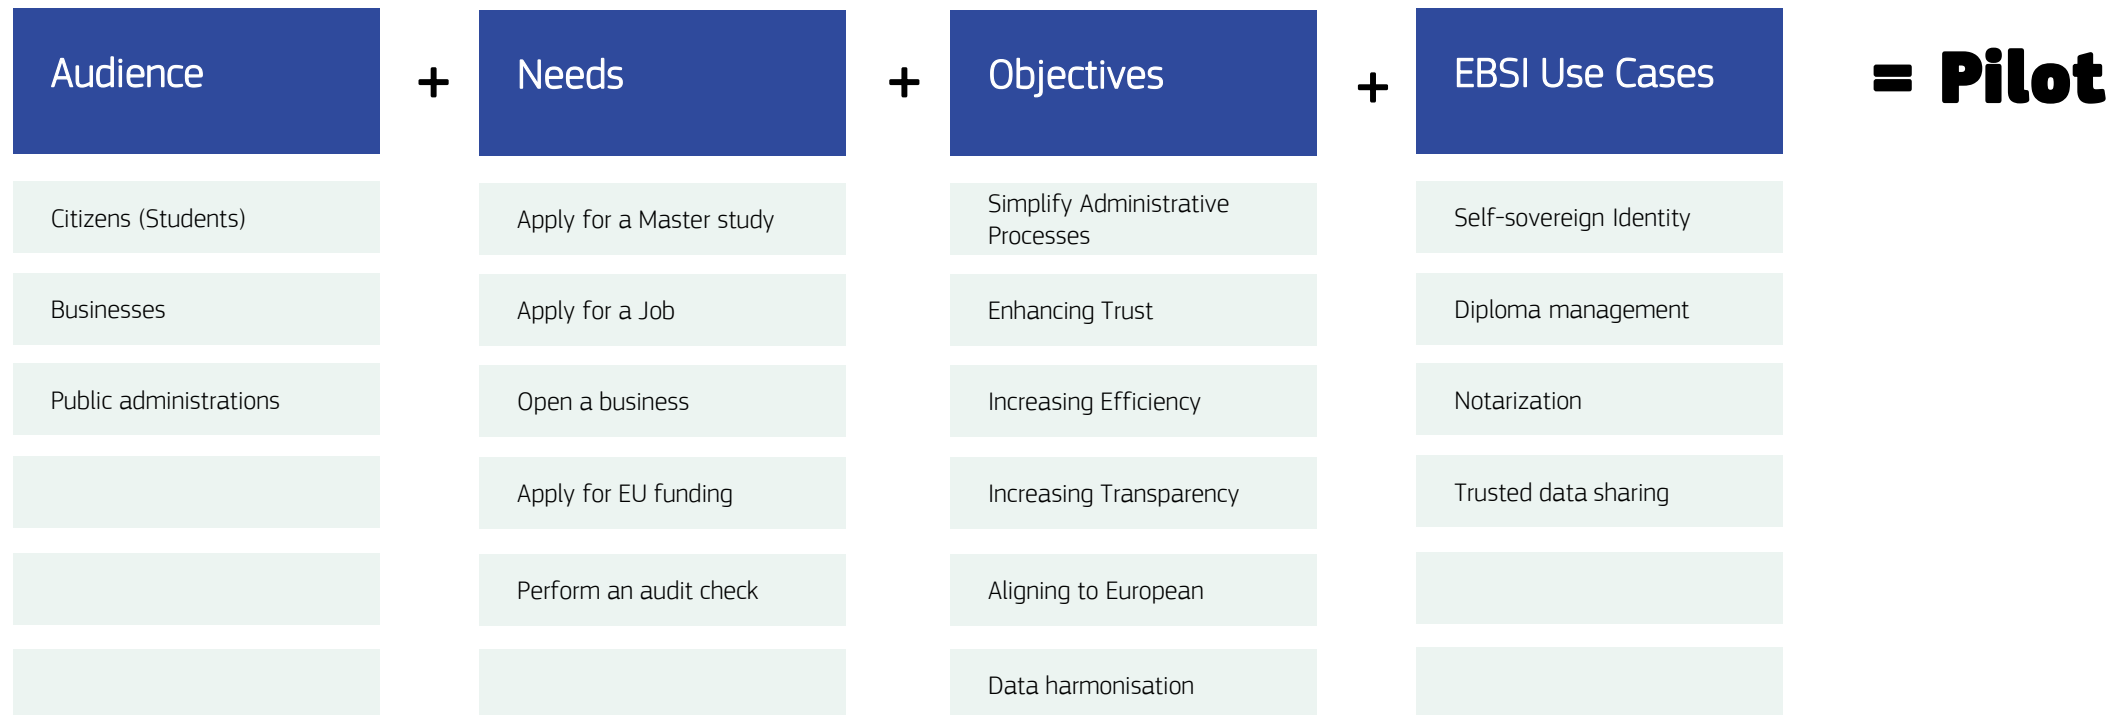 Audience
+
Needs
+
Objectives
+
EBSI Use Cases
= Pilot
Citizens (Students)
Businesses
Public administrations
Apply for a Master study
Apply for a Job
Open a business
Apply for EU funding
Perform an audit check
Simplify Administrative
Processes
Enhancing Trust
Increasing Efficiency
Increasing Transparency
Aligning to European
Data harmonisation
Self-sovereign Identity
Diploma management
Notarization
Trusted data sharing